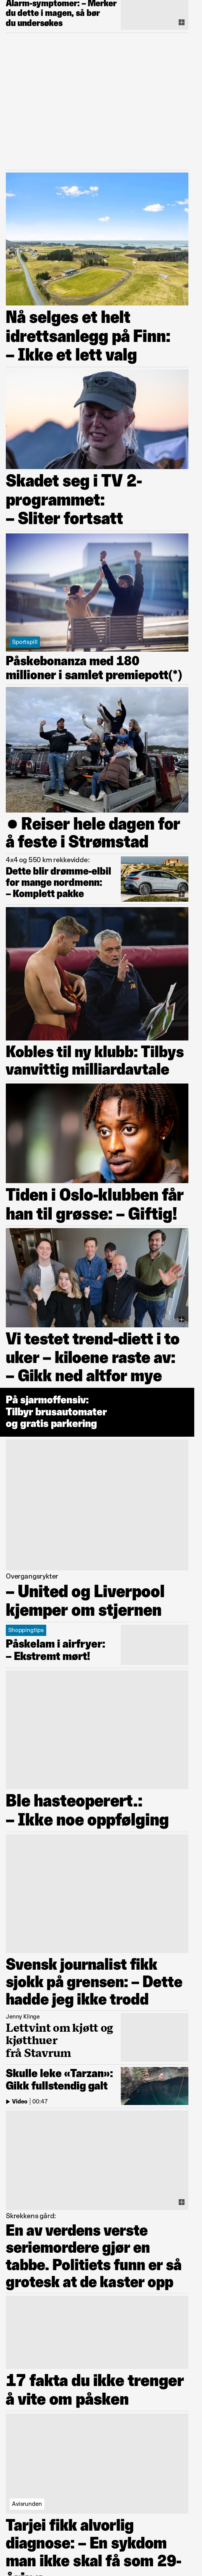 Alarm-symptomer: – Merker
du dette i magen, så bør
du undersøkes
Nå selges et helt
idrettsanlegg på Finn:
– Ikke et lett valg
Skadet seg i TV 2-
programmet:
– Sliter fortsatt
Sportspill
Påskebonanza med 180
millioner i samlet premiepott(*)
● Reiser hele dagen for
å feste i Strømstad
4x4 og 550 km rekkevidde:
Dette blir drømme-elbil
for mange nordmenn:
– Komplett pakke
Kobles til ny klubb: Tilbys
vanvittig milliardavtale
Tiden i Oslo-klubben får
han til grøsse: – Giftig!
Vi testet trend-diett i to
uker – kiloene raste av:
– Gikk ned altfor mye
På sjarmoffensiv:
Tilbyr brusautomater
og gratis parkering
Overgangsrykter
– United og Liverpool
kjemper om stjernen
Shoppingtips
Påskelam i airfryer:
– Ekstremt mørt!
Ble hasteoperert.:
– Ikke noe oppfølging
Svensk journalist fikk
sjokk på grensen: – Dette
hadde jeg ikke trodd
Jenny Klinge
Lettvint om kjøtt og
kjøtthuer
frå Stavrum
Skulle leke «Tarzan»:
Gikk fullstendig galt
Video | 00:47
Skrekkens gård:
En av verdens verste
seriemordere gjør en
tabbe. Politiets funn er så
grotesk at de kaster opp
17 fakta du ikke trenger
å vite om påsken
Avisrunden
Tarjei fikk alvorlig
diagnose: – En sykdom
man ikke skal få som 29-